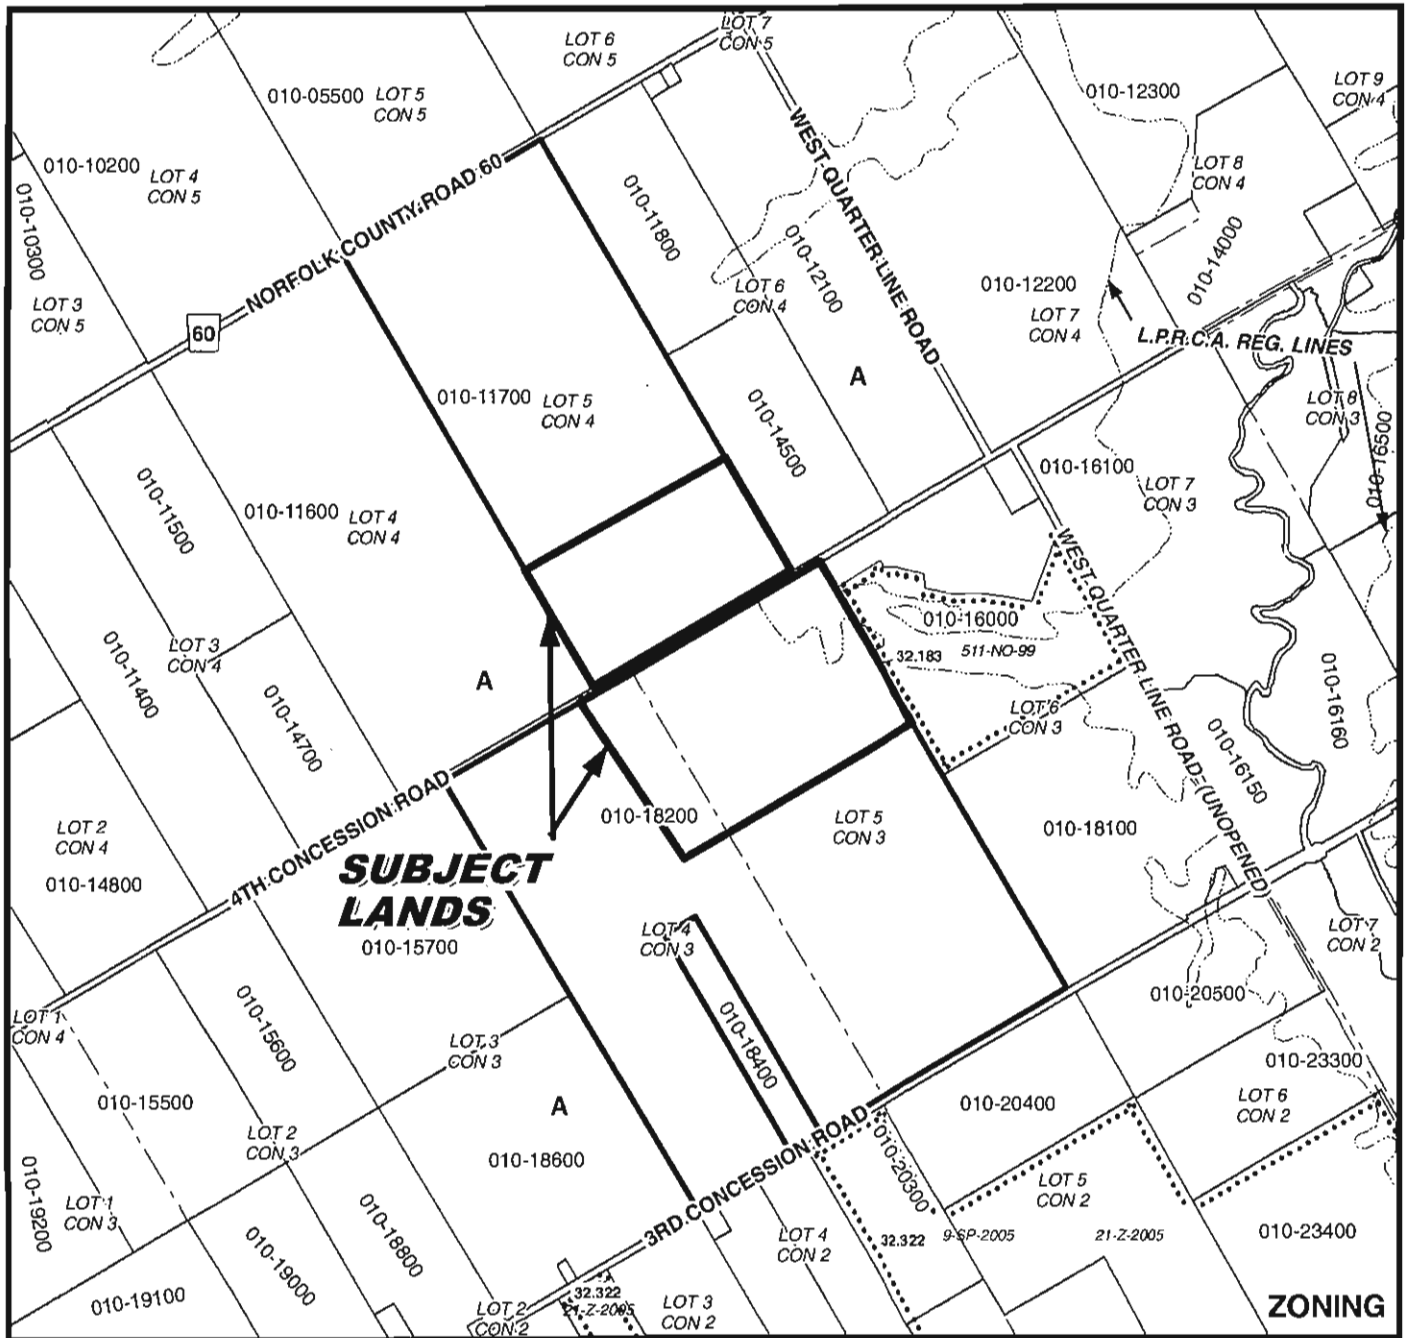 LOT 7
CON 5
LOT 6
CON 5
010-05500
LOT 5
CON 5
010-12300
LOT 9
CON 4
010-10200
LOT 4
CON 5
LOT 8
CON 4
WEST QUARTER LINE ROAD
NORFOLK COUNTY ROAD 60
010-10300
010-11800
010-12100
010-14000
LOT 3
CON 5
60
LOT 6
CON 4
010-12200
LOT 7
CON 4
L.P.R.C.A. REG. LINES
A
010-11700
LOT 5
CON 4
LOT 8
CON 3
010-14500
010-16500
010-16100
LOT 7
CON 3
010-11500
010-11600
LOT 4
CON 4
WEST QUARTER LINE ROAD (UNOPENED)
010-16000
32.183
511-NO-99
LOT 3
CON 4
010-11400
A
010-14700
LOT 6
CON 3
010-16160
010-16150
4TH CONCESSION ROAD
010-18200
LOT 5
CON 3
010-18100
LOT 2
CON 4
010-14800
SUBJECT
LANDS
010-15700
LOT 4
CON 3
LOT 7
CON 2
010-20500
LOT 1
CON 4
010-15600
LOT 3
CON 3
010-18400
010-23300
010-15500
A
010-20400
LOT 6
CON 2
LOT 2
CON 3
3RD CONCESSION ROAD
010-20300
010-18600
LOT 5
CON 2
010-19200
LOT 1
CON 3
010-18800
LOT 4
CON 2
32.322
9-SP-2005
21-Z-2005
010-23400
010-19000
010-19100
32.322
21-Z-2005
LOT 2
CON 2
LOT 3
CON 2
ZONING